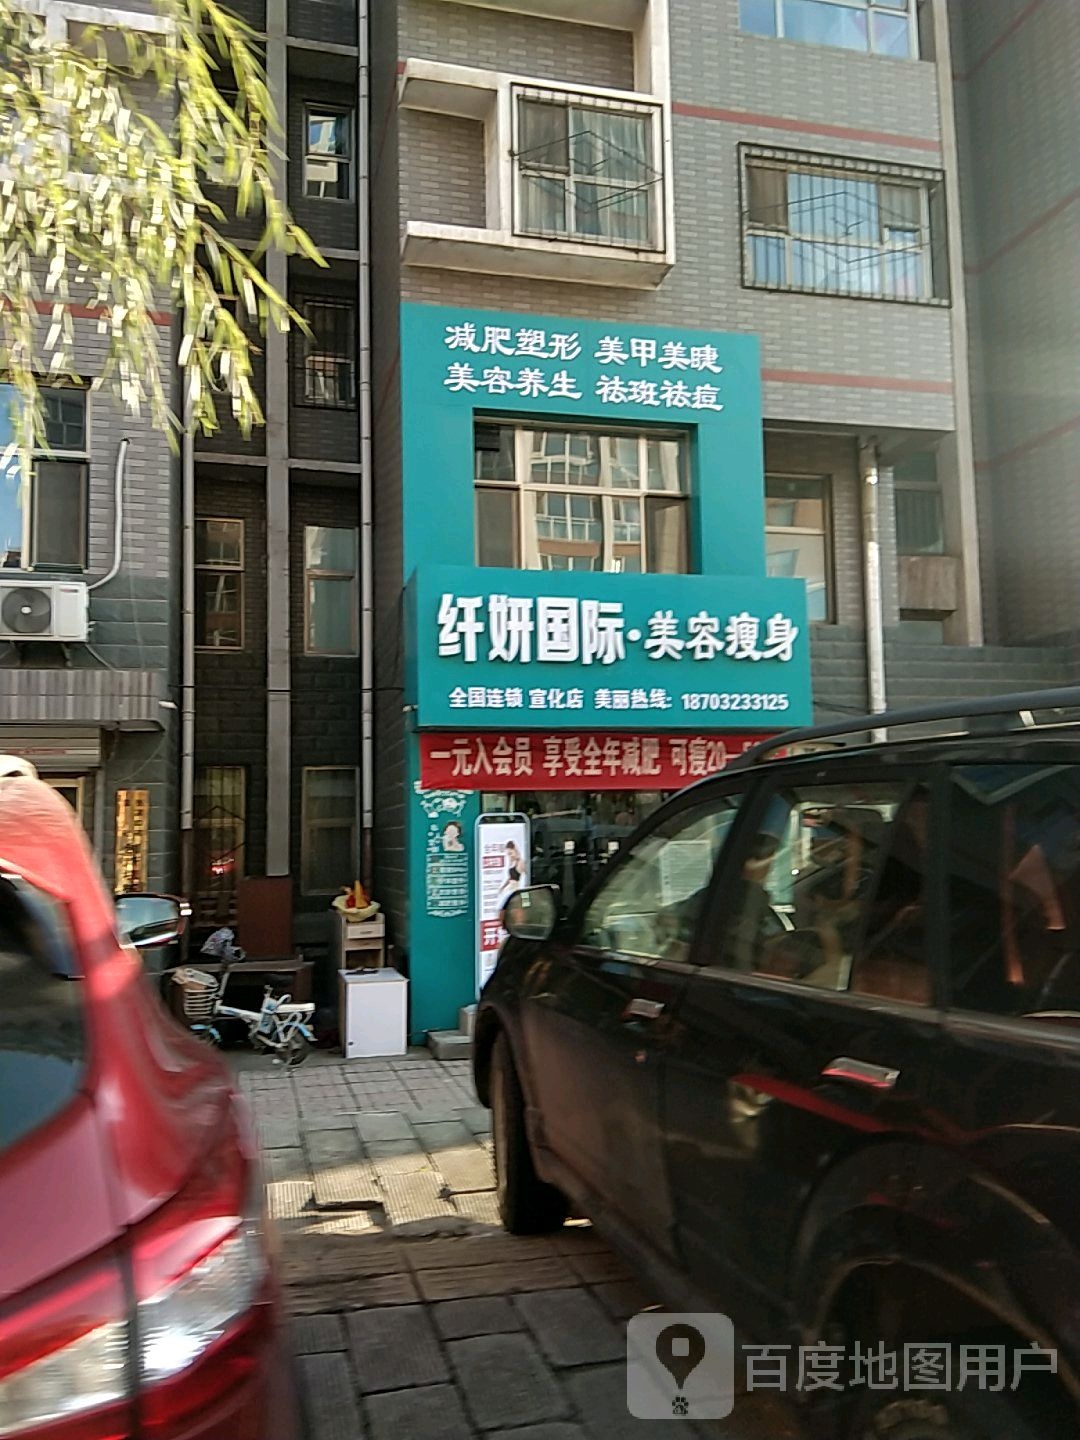 减肥塑形 美甲美睫
美容养生 祛斑祛痘
纤妍国际·美容瘦身
全国连锁 宣化店 美丽热线: 18703233125
一元入会员 享受全年减肥 可瘦20—
百度地图用户